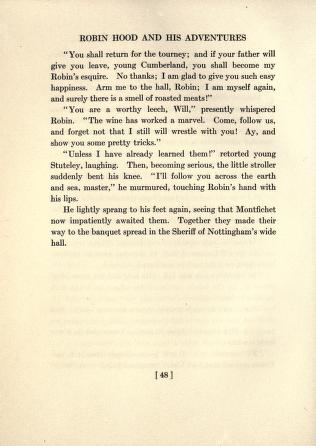 ROBIN HOOD AND HIS ADVENTURES
"You shall return for the tourney; and if your father will
give you leave, young Cumberland, you shall become my
Robin's esquire. No thanks; I am glad to give you such easy
happiness. Arm me to the hall, Robin; I am myself again,
and surely there is a smell of roasted meats!"
"You are a worthy leech, Will," presently whispered
Robin. "The wine has worked a marvel. Come, follow us,
and forget not that I still will wrestle with you! Ay, and
show you some pretty tricks."
"Unless I have already learned them!" retorted young
Stuteley, laughing. Then, becoming serious, the little stroller
suddenly bent his knee. "I'll follow you across the earth
and sea, master," he murmured, touching Robin's hand with
his lips.
He lightly sprang to his feet again, seeing that Montfichet
now impatiently awaited them. Together they made their
way to the banquet spread in the Sheriff of Nottingham's wide
hall.
[ 48 ]